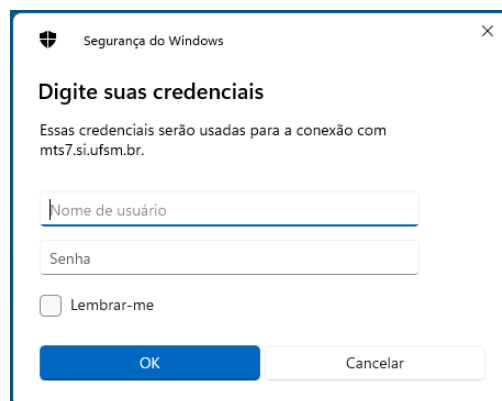 Segurança do Windows
Digite suas credenciais
Essas credenciais serão usadas para a conexão com
mts7.si.ufsm.br.
Nome de usuário
Senha
Lembrar-me
OK
Cancelar